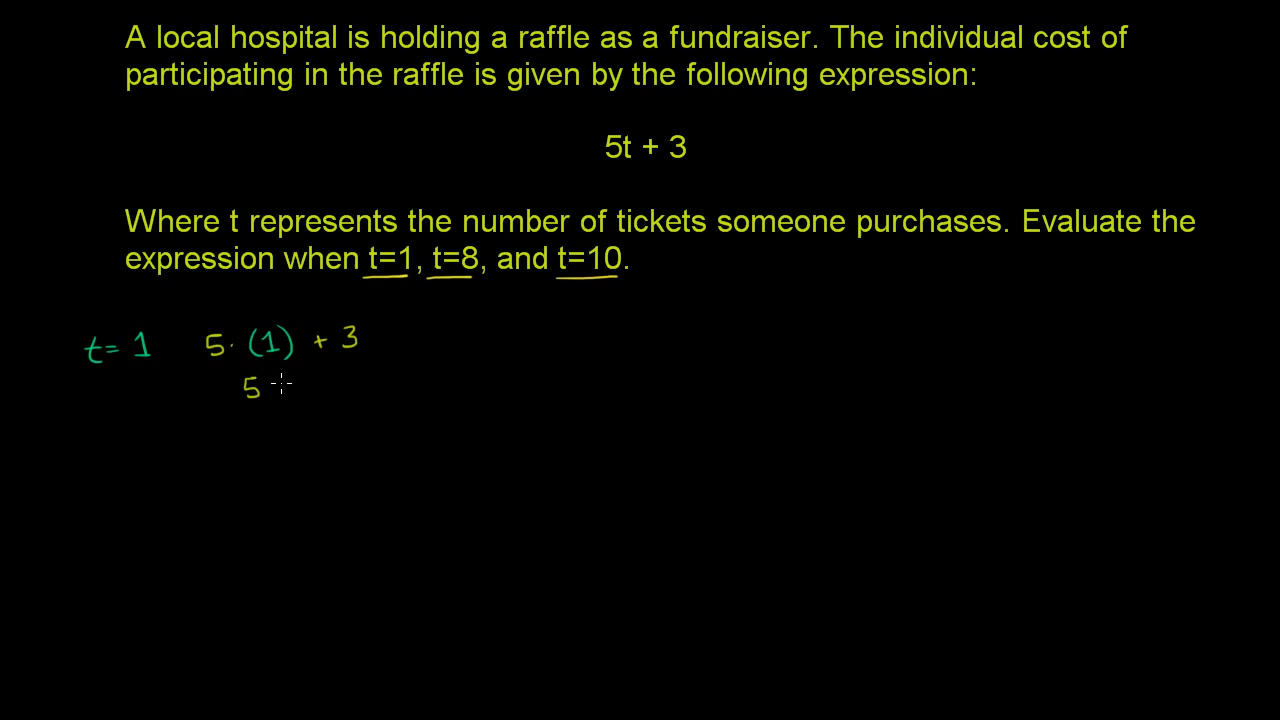 A local hospital is holding a raffle as a fundraiser. The individual cost of
participating in the raffle is given by the following expression:
5t + 3
Where t represents the number of tickets someone purchases. Evaluate the
expression when t=1, t=8, and t=10.
t= 1 5· (1) + 3
5